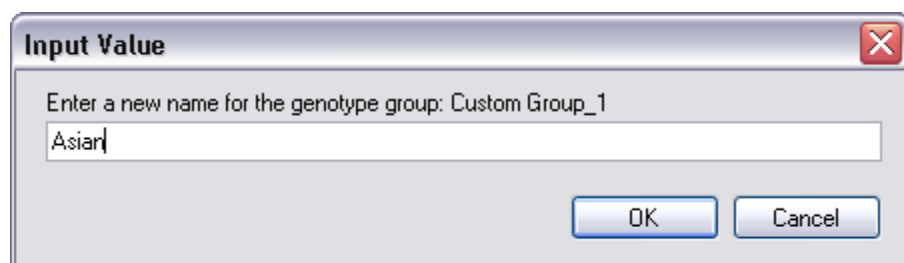 Input Value
Enter a new name for the genotype group: Custom Group_1
Asian
OK Cancel